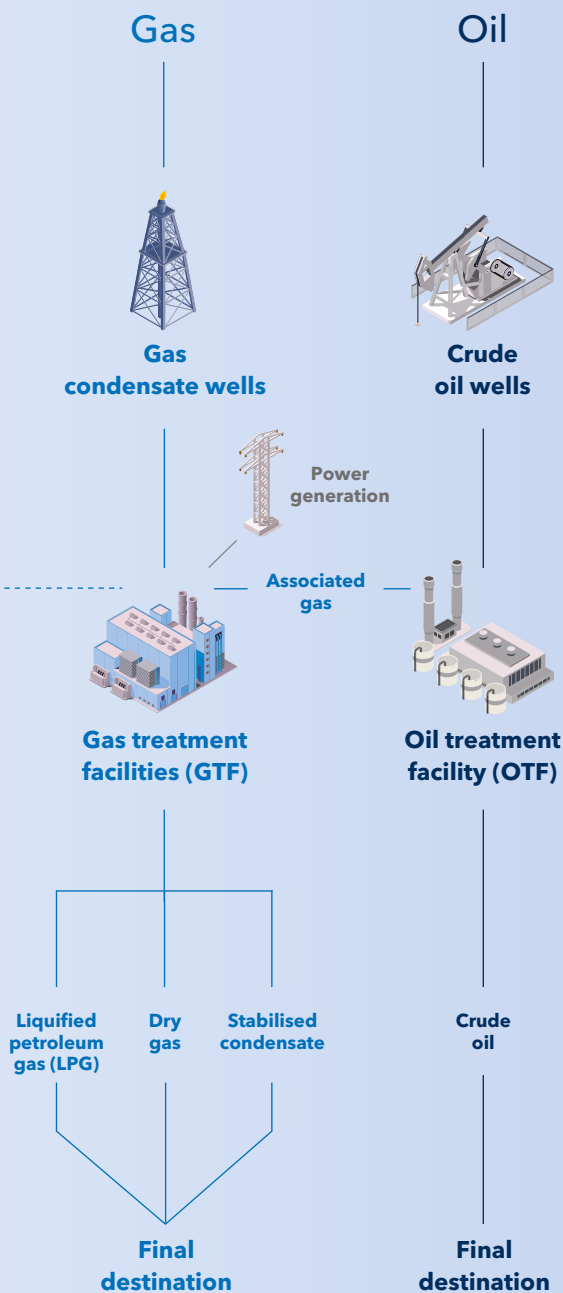 Gas
Oil
Gas
condensate wells
Crude
oil wells
Power
generation
Associated
gas
Gas treatment
facilities (GTF)
Oil treatment
facility (OTF)
Liquified
petroleum
gas (LPG)
Dry
gas
Stabilised
condensate
Crude
oil
Final
destination
Final
destination